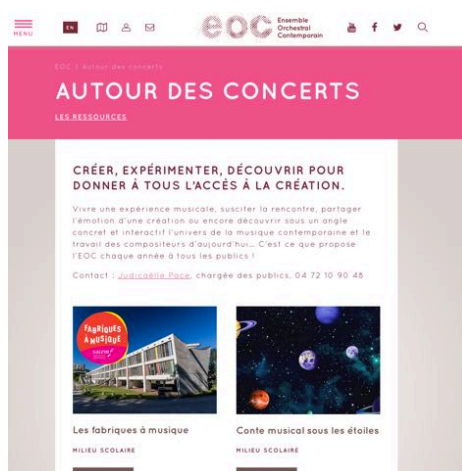 MENU
EN
eoc
Ensemble
Orchestral
Contemporain
EOC | Autour des concerts
AUTOUR DES CONCERTS
LES RESSOURCES
CRÉER, EXPÉRIMENTER, DÉCOUVRIR POUR
DONNER À TOUS L'ACCÈS À LA CRÉATION.
Vivre une expérience musicale, susciter la rencontre, partager
l'émotion d'une création ou encore découvrir sous un angle
concret et interactif l'univers de la musique contemporaine et le
travail des compositeurs d'aujourd'hui... C'est ce que propose
l'EOC chaque année à tous les publics !
Contact : Judicaëlle Pace, chargée des publics, 04 72 10 90 48
FABRIQUES
À MUSIQUE
Les fabriques à musique
MILIEU SCOLAIRE
Conte musical sous les étoiles
MILIEU SCOLAIRE